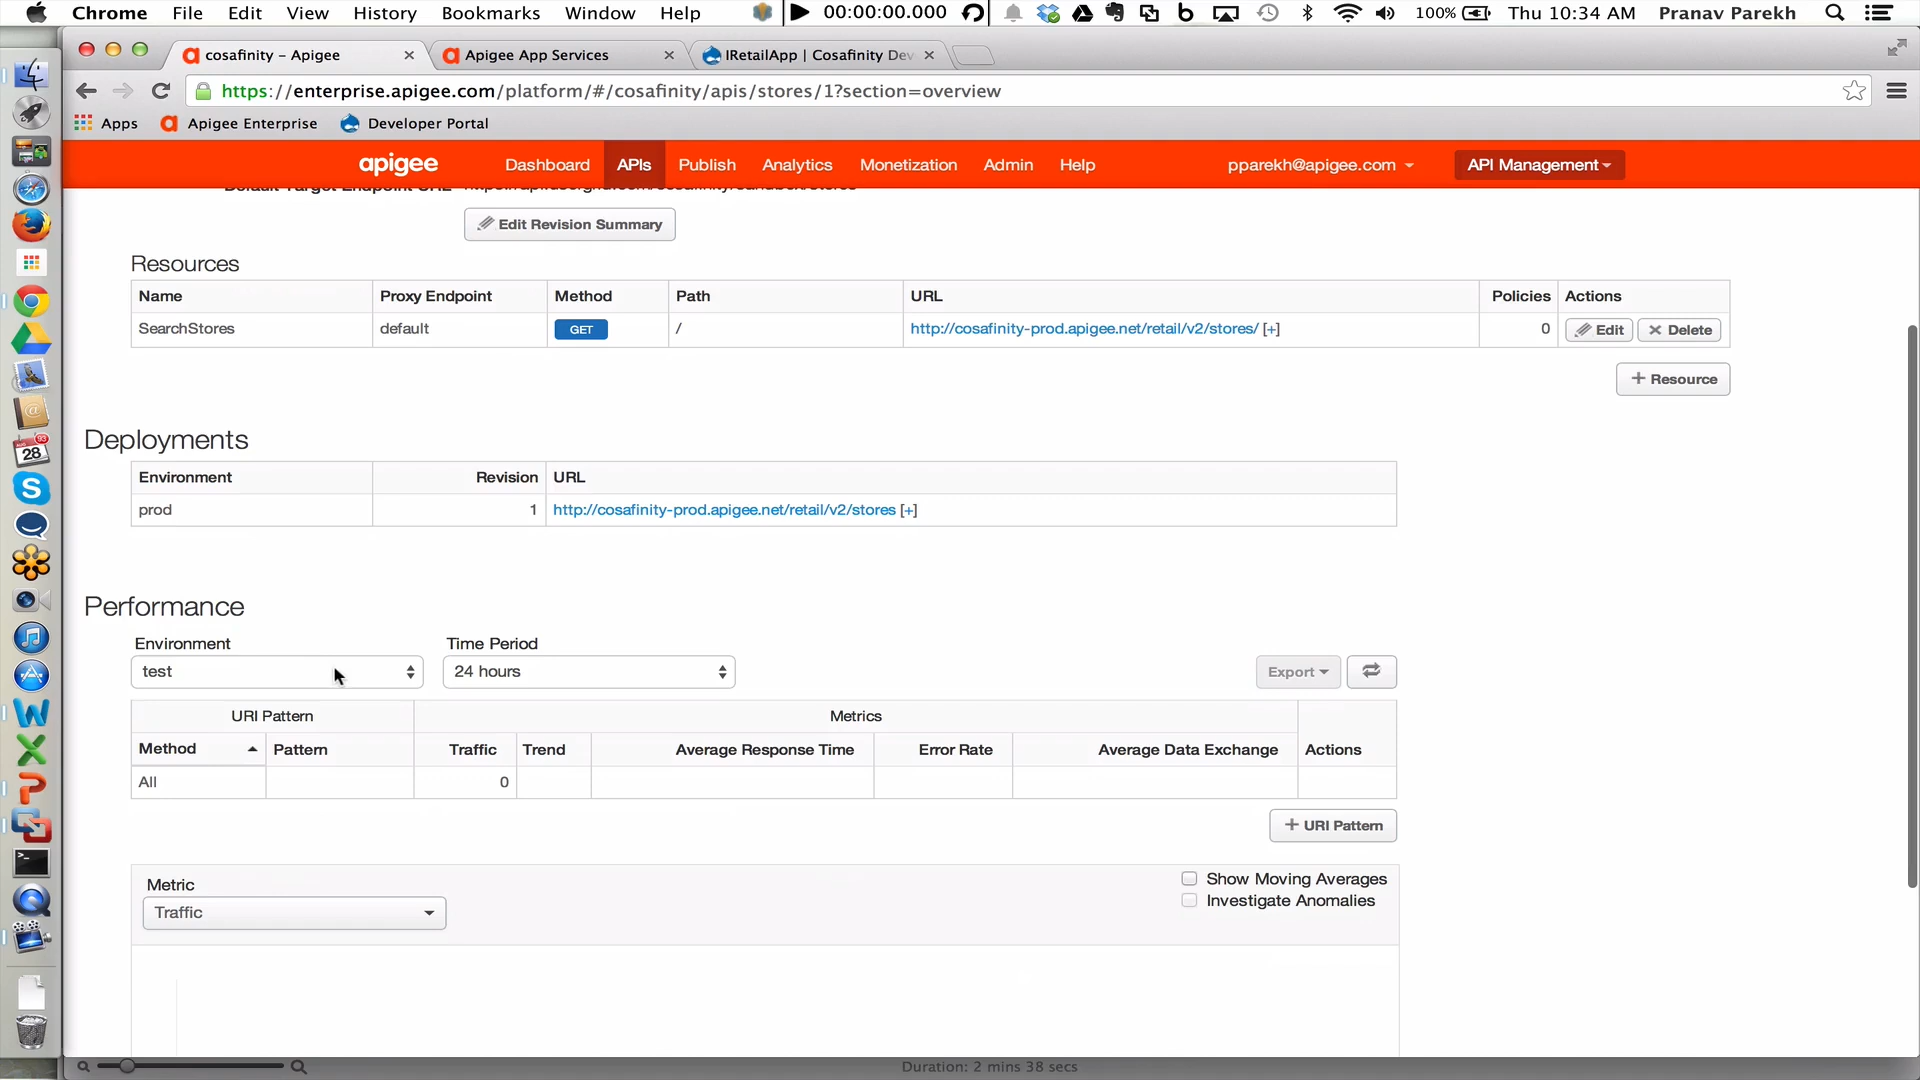 Chrome File Edit View History Bookmarks Window Help 00:00:00.000 100% Thu 10:34 AM Pranav Parekh
cosafinity – Apigee
Apigee App Services
IRetailApp | Cosafinity Dev
https://enterprise.apigee.com/platform/#/cosafinity/apis/stores/1?section=overview
Apps Apigee Enterprise Developer Portal
apigee Dashboard APIs Publish Analytics Monetization Admin Help pparekh@apigee.com API Management
Edit Revision Summary
Resources
Name Proxy Endpoint Method Path URL Policies Actions
SearchStores default GET / http://cosafinity-prod.apigee.net/retail/v2/stores/ [+] 0 Edit Delete
+ Resource
Deployments
Environment Revision URL
prod 1 http://cosafinity-prod.apigee.net/retail/v2/stores [+]
Performance
Environment Time Period
test 24 hours Export
URI Pattern Metrics
Method Pattern Traffic Trend Average Response Time Error Rate Average Data Exchange Actions
All 0
+ URI Pattern
Metric Show Moving Averages
Traffic Investigate Anomalies
Duration: 2 mins 38 secs